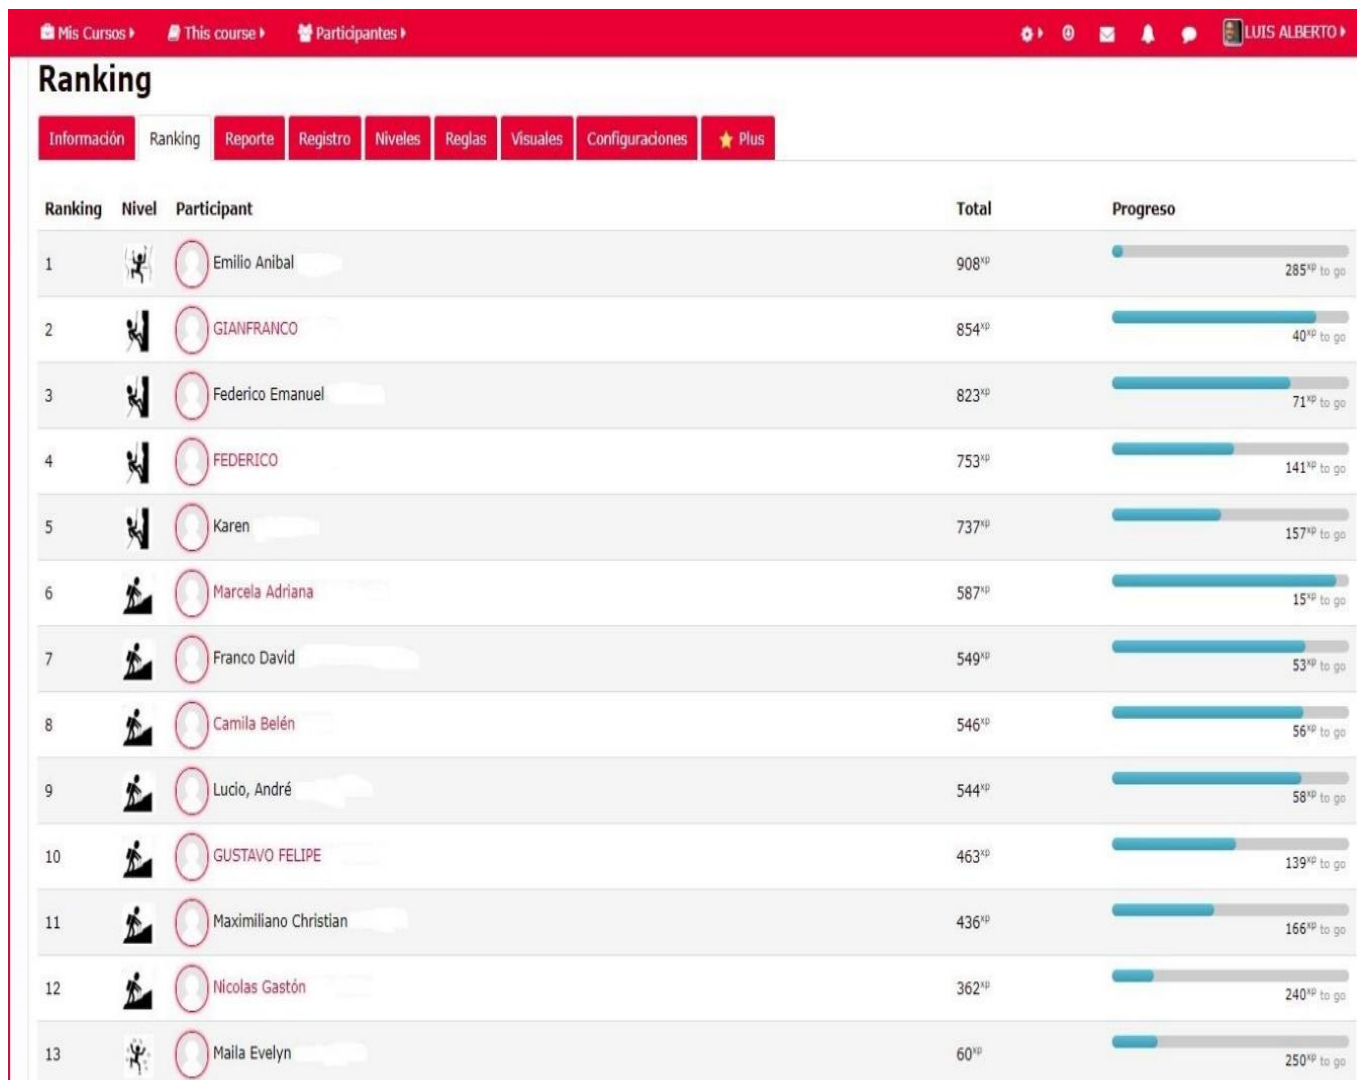 Mis Cursos This course Participantes LUIS ALBERTO
Ranking
Información Ranking Reporte Registro Niveles Reglas Visuales Configuraciones Plus
Ranking Nivel Participant Total Progreso
1 Emilio Anibal 908xp 285xp to go
2 GIANFRANCO 854xp 40xp to go
3 Federico Emanuel 823xp 71xp to go
4 FEDERICO 753xp 141xp to go
5 Karen 737xp 157xp to go
6 Marcela Adriana 587xp 15xp to go
7 Franco David 549xp 53xp to go
8 Camila Belén 546xp 56xp to go
9 Lucio, André 544xp 58xp to go
10 GUSTAVO FELIPE 463xp 139xp to go
11 Maximiliano Christian 436xp 166xp to go
12 Nicolas Gastón 362xp 240xp to go
13 Maila Evelyn 60xp 250xp to go